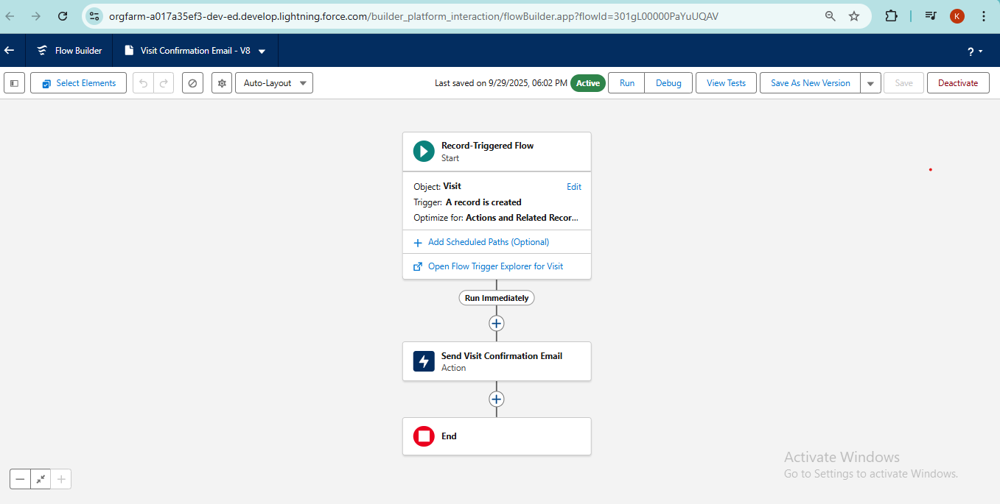 orgfarm-a017a35ef3-dev-ed.develop.lightning.force.com/builder_platform_interaction/flowBuilder.app?flowId=301gL00000PaYuUQAV
K
Flow Builder
Visit Confirmation Email - V8
?
Select Elements
Auto-Layout
Last saved on 9/29/2025, 06:02 PM
Active
Run
Debug
View Tests
Save As New Version
Save
Deactivate
Record-Triggered Flow
Start
Object: Visit
Edit
Trigger: A record is created
Optimize for: Actions and Related Recor...
+ Add Scheduled Paths (Optional)
Open Flow Trigger Explorer for Visit
Run Immediately
Send Visit Confirmation Email
Action
End
Activate Windows
Go to Settings to activate Windows.